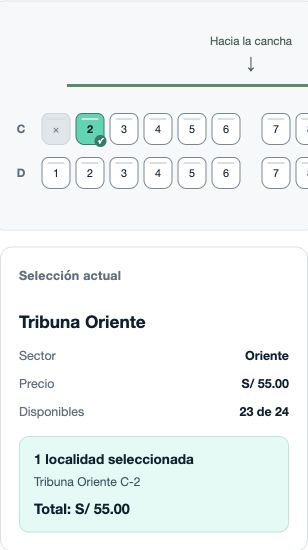 Hacia la cancha
↓
C × 2 3 4 5 6 7
D 1 2 3 4 5 6 7
Selección actual
Tribuna Oriente
Sector Oriente
Precio S/ 55.00
Disponibles 23 de 24
1 localidad seleccionada
Tribuna Oriente C-2
Total: S/ 55.00